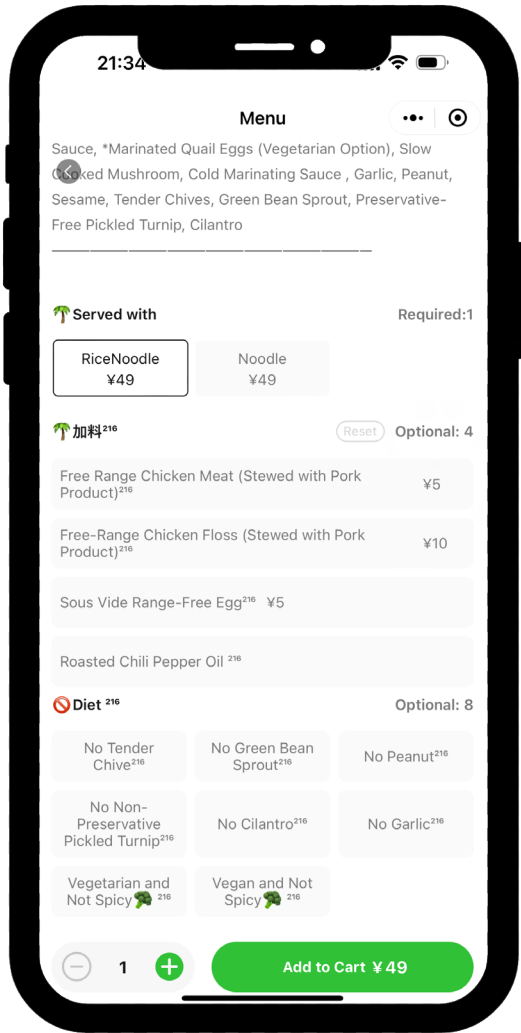 21:34
Menu
Sauce, *Marinated Quail Eggs (Vegetarian Option), Slow
Cooked Mushroom, Cold Marinating Sauce , Garlic, Peanut,
Sesame, Tender Chives, Green Bean Sprout, Preservative-
Free Pickled Turnip, Cilantro
🌴Served with
Required:1
RiceNoodle
¥49
Noodle
¥49
🌴加料²¹⁶
Reset
Optional: 4
Free Range Chicken Meat (Stewed with Pork
Product)²¹⁶
¥5
Free-Range Chicken Floss (Stewed with Pork
Product)²¹⁶
¥10
Sous Vide Range-Free Egg²¹⁶ ¥5
Roasted Chili Pepper Oil ²¹⁶
🚫Diet ²¹⁶
Optional: 8
No Tender
Chive²¹⁶
No Green Bean
Sprout²¹⁶
No Peanut²¹⁶
No Non-
Preservative
Pickled Turnip²¹⁶
No Cilantro²¹⁶
No Garlic²¹⁶
Vegetarian and
Not Spicy🥦 ²¹⁶
Vegan and Not
Spicy🥦 ²¹⁶
1
Add to Cart ¥49